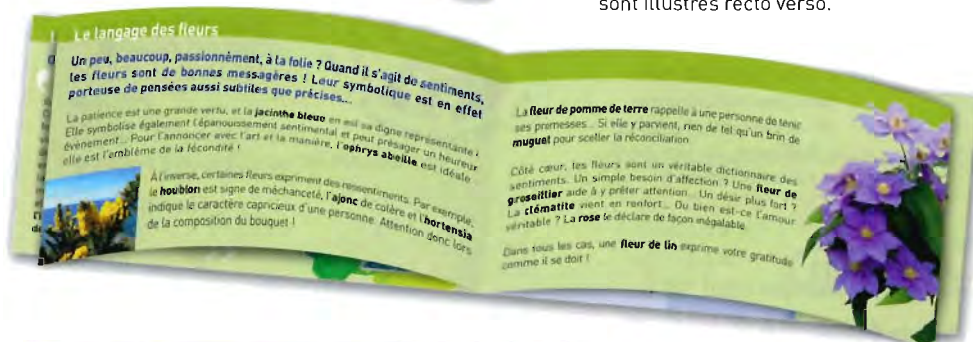 sont illustrés recto verso.
Le langage des fleurs
Un peu, beaucoup, passionnément, à la folie ? Quand il s'agit de sentiments,
les fleurs sont de bonnes messagères ! Leur symbolique est en effet
porteuse de pensées aussi subtiles que précises...
La patience est une grande vertu, et la jacinthe bleue en est sa digne représentante !
Elle symbolise également l'épanouissement sentimental et peut présager un heureux
événement... Pour l'annoncer avec l'art et la manière, l'ophrys abeille est idéale :
elle est l'emblème de la fécondité !
À l'inverse, certaines fleurs expriment des ressentiments. Par exemple,
le houblon est signe de méchanceté, l'ajonc de colère et l'hortensia
indique le caractère capricieux d'une personne. Attention donc lors
de la composition du bouquet !
La fleur de pomme de terre rappelle à une personne de tenir
ses promesses... Si elle y parvient, rien de tel qu'un brin de
muguet pour sceller la réconciliation.
Côté cœur, les fleurs sont un véritable dictionnaire des
sentiments. Un simple besoin d'affection ? Une fleur de
groseillier aide à y prêter attention... Un désir plus fort ?
La clématite vient en renfort... Ou bien est-ce l'amour
véritable ? La rose le déclare de façon inégalable.
Dans tous les cas, une fleur de lin exprime votre gratitude
comme il se doit !